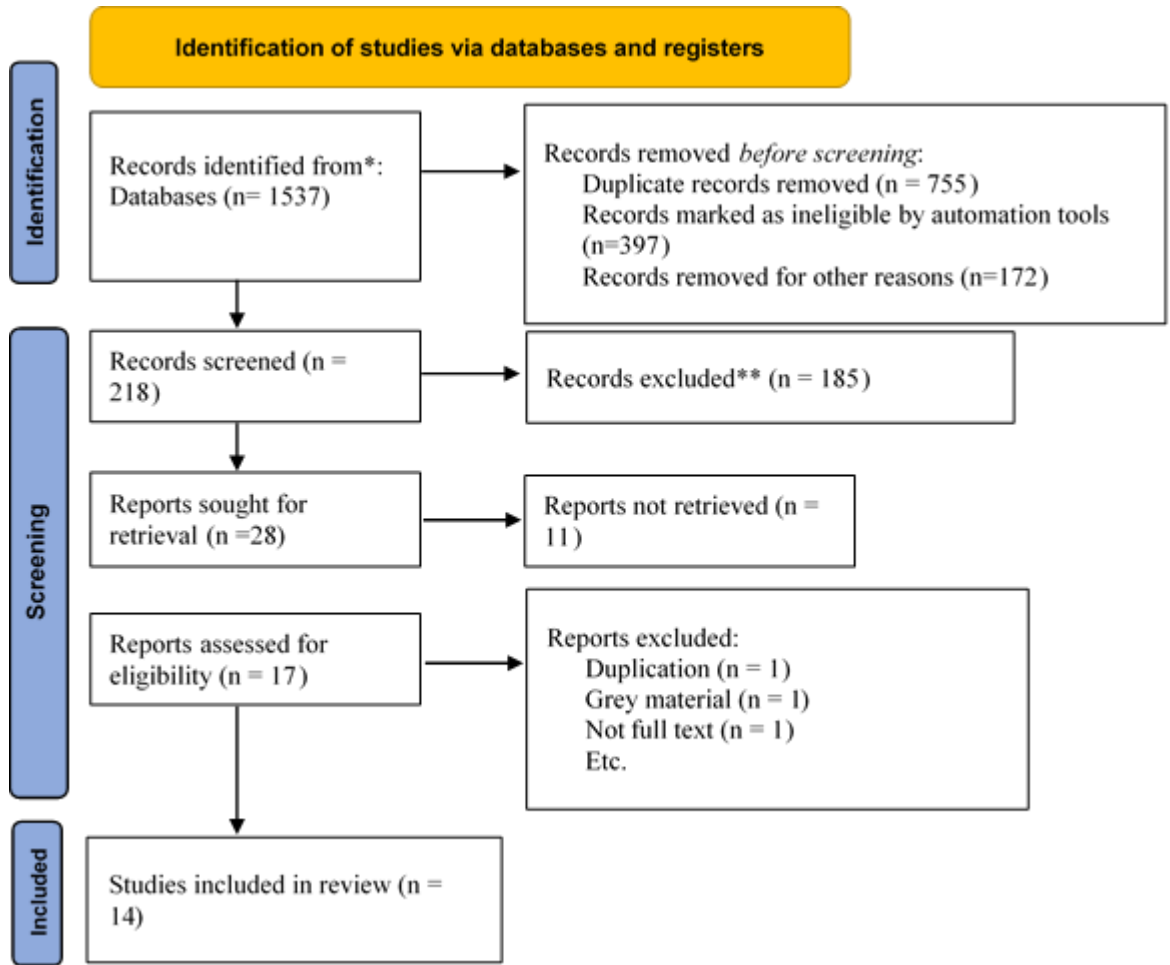 Identification of studies via databases and registers
Identification
Records identified from*:
Databases (n= 1537)
Records removed before screening:
Duplicate records removed (n = 755)
Records marked as ineligible by automation tools
(n=397)
Records removed for other reasons (n=172)
Screening
Records screened (n =
218)
Records excluded** (n = 185)
Reports sought for
retrieval (n =28)
Reports not retrieved (n =
11)
Reports assessed for
eligibility (n = 17)
Reports excluded:
Duplication (n = 1)
Grey material (n = 1)
Not full text (n = 1)
Etc.
Included
Studies included in review (n =
14)